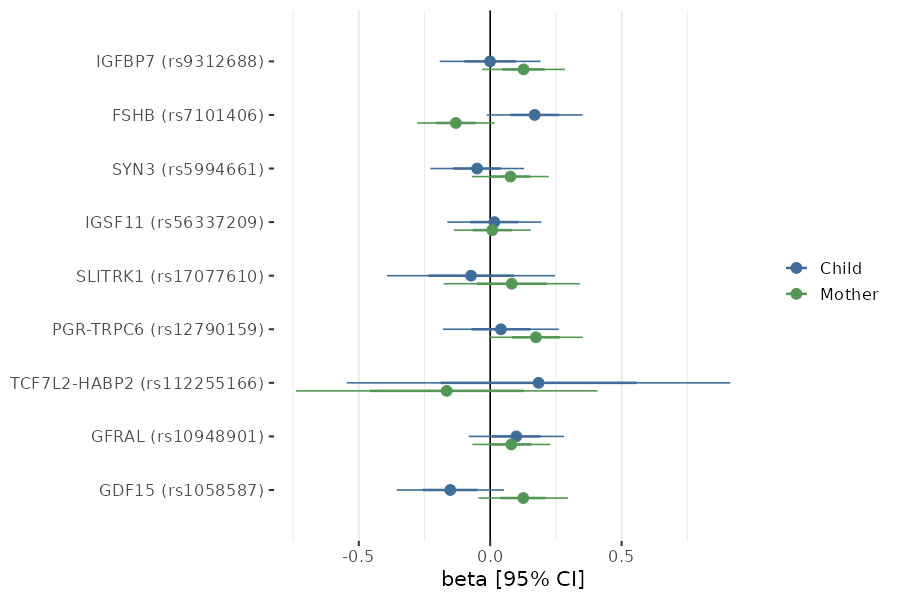 IGFBP7 (rs9312688)
FSHB (rs7101406)
SYN3 (rs5994661)
IGSF11 (rs56337209)
SLITRK1 (rs17077610)
PGR-TRPC6 (rs12790159)
TCF7L2-HABP2 (rs112255166)
GFRAL (rs10948901)
GDF15 (rs1058587)
-0.5 0.0 0.5
beta [95% CI]
Child
Mother